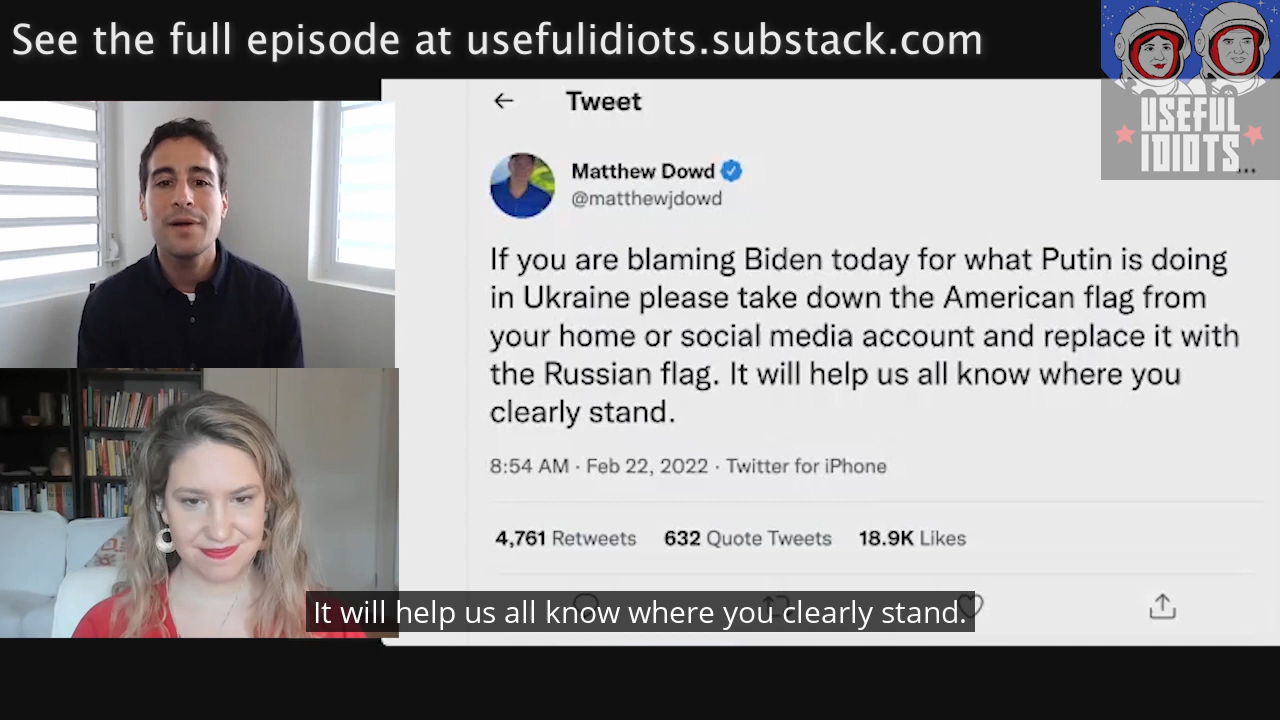 See the full episode at usefulidiots.substack.com
USEFUL
IDIOTS
Tweet
Matthew Dowd
@matthewjdowd
If you are blaming Biden today for what Putin is doing
in Ukraine please take down the American flag from
your home or social media account and replace it with
the Russian flag. It will help us all know where you
clearly stand.
8:54 AM · Feb 22, 2022 · Twitter for iPhone
4,761 Retweets 632 Quote Tweets 18.9K Likes
It will help us all know where you clearly stand.